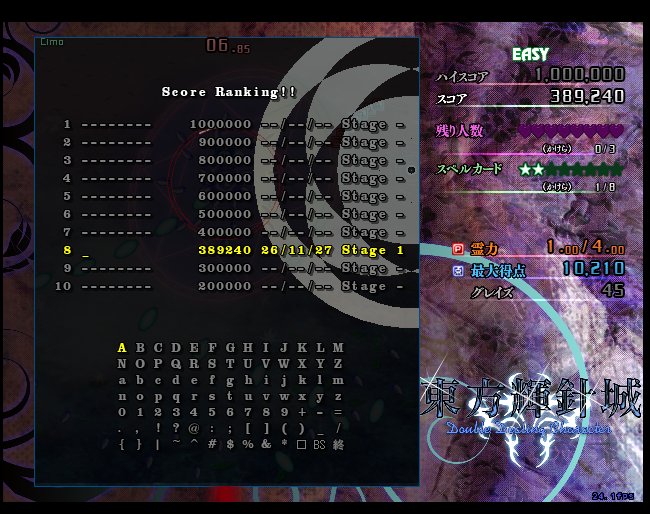 Cimo
06.85
Score Ranking!!
1 -------- 1000000 --/--/-- Stage -
2 -------- 900000 --/--/-- Stage -
3 -------- 800000 --/--/-- Stage -
4 -------- 700000 --/--/-- Stage -
5 -------- 600000 --/--/-- Stage -
6 -------- 500000 --/--/-- Stage -
7 -------- 400000 --/--/-- Stage -
8 _ 389240 26/11/27 Stage 1
9 -------- 300000 --/--/-- Stage -
10 -------- 200000 --/--/-- Stage -
A B C D E F G H I J K L M
N O P Q R S T U V W X Y Z
a b c d e f g h i j k l m
n o p q r s t u v w x y z
0 1 2 3 4 5 6 7 8 9 + - =
. , ! ? @ : ; [ ] ( ) _ /
{ } | ~ ^ # $ % & * □ BS 終
EASY
ハイスコア 1,000,000
スコア 389,240
残り人数
(かけら) 0/3
スペルカード ★★
(かけら) 1/8
P 霊力 1.00/4.00
最大得点 10,210
グレイズ 45
東方輝針城
Double Dealing Character
24.1fps